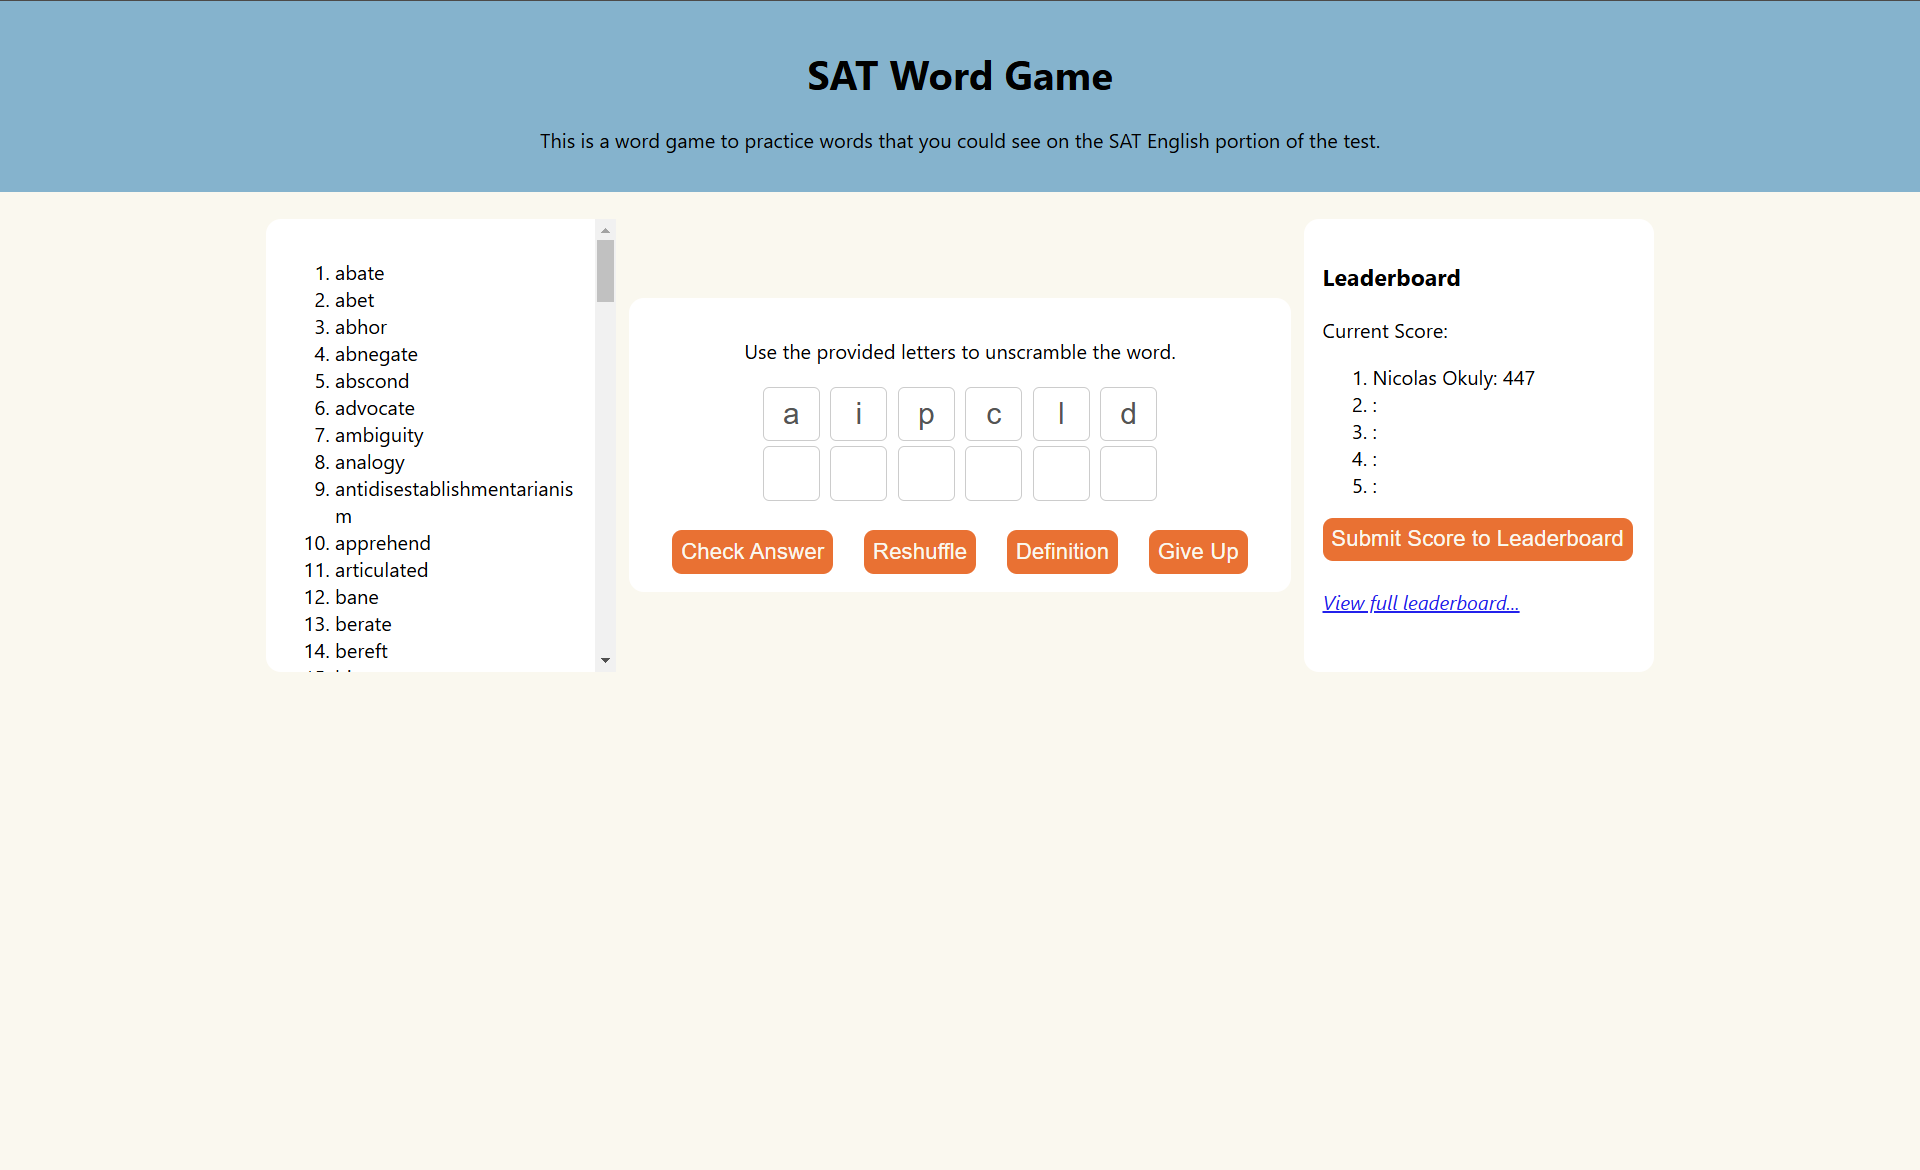 SAT Word Game
This is a word game to practice words that you could see on the SAT English portion of the test.
1. abate
2. abet
3. abhor
4. abnegate
5. abscond
6. advocate
7. ambiguity
8. analogy
9. antidisestablishmentarianis
m
10. apprehend
11. articulated
12. bane
13. berate
14. bereft
Use the provided letters to unscramble the word.
a i p c l d
Check Answer Reshuffle Definition Give Up
Leaderboard
Current Score:
1. Nicolas Okuly: 447
2. :
3. :
4. :
5. :
Submit Score to Leaderboard
View full leaderboard...